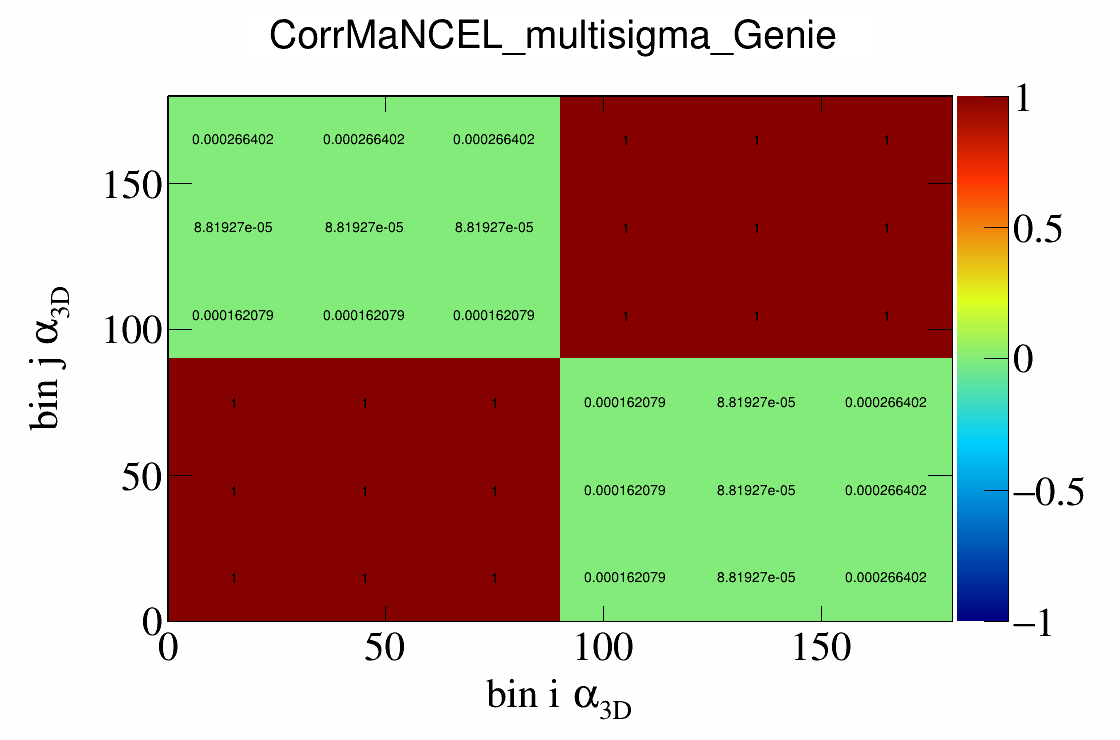 CorrMaNCEL_multisigma_Genie
0.000266402 0.000266402 0.000266402 1 1 1
8.81927e-05 8.81927e-05 8.81927e-05 1 1 1
0.000162079 0.000162079 0.000162079 1 1 1
1 1 1 0.000162079 8.81927e-05 0.000266402
1 1 1 0.000162079 8.81927e-05 0.000266402
1 1 1 0.000162079 8.81927e-05 0.000266402
150
100
50
0
bin j α3D
0 50 100 150
bin i α3D
1
0.5
0
−0.5
−1